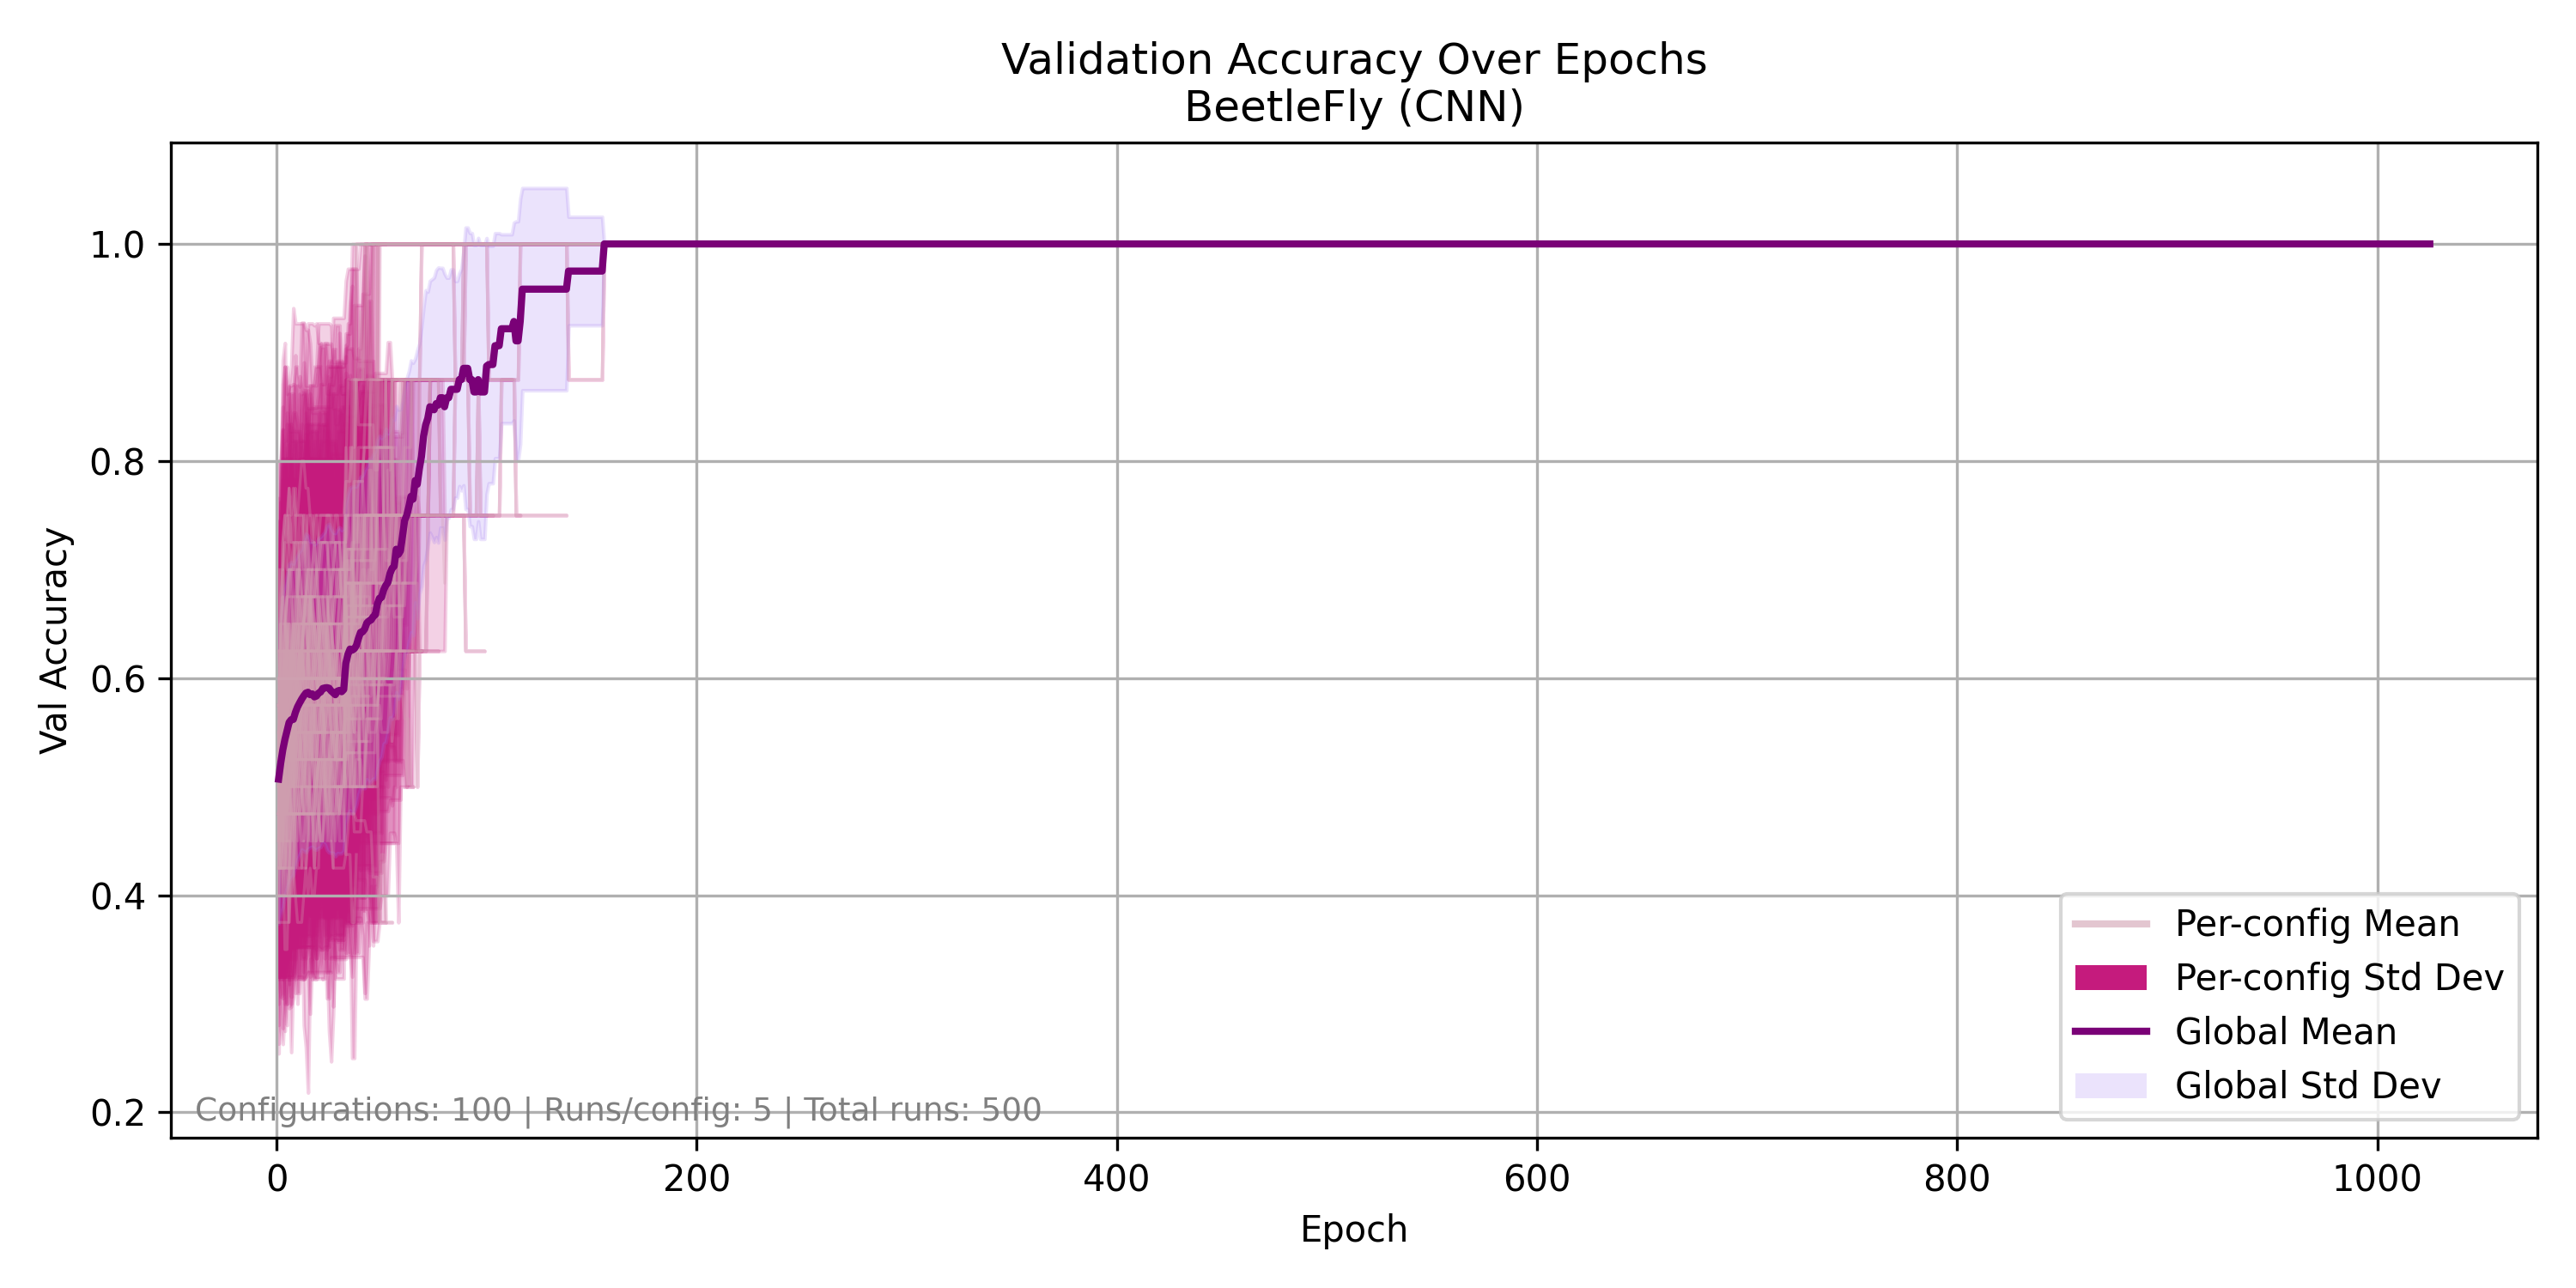 Validation Accuracy Over Epochs
BeetleFly (CNN)
Val Accuracy
1.0
0.8
0.6
0.4
0.2
Configurations: 100 | Runs/config: 5 | Total runs: 500
Per-config Mean
Per-config Std Dev
Global Mean
Global Std Dev
0 200 400 600 800 1000
Epoch